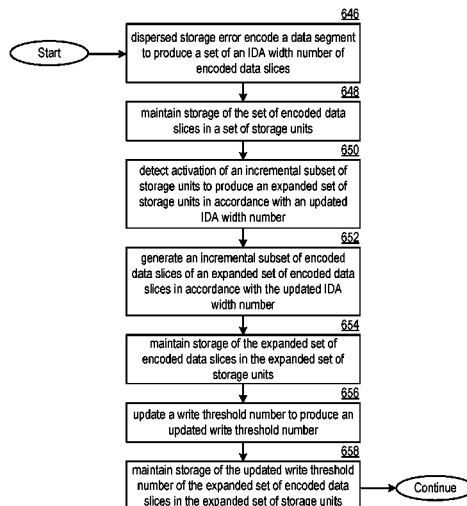 646
Start
dispersed storage error encode a data segment
to produce a set of an IDA width number of
encoded data slices
648
maintain storage of the set of encoded data
slices in a set of storage units
650
detect activation of an incremental subset of
storage units to produce an expanded set of
storage units in accordance with an updated
IDA width number
652
generate an incremental subset of encoded
data slices of an expanded set of encoded data
slices in accordance with the updated IDA
width number
654
maintain storage of the expanded set of
encoded data slices in the expanded set of
storage units
656
update a write threshold number to produce an
updated write threshold number
658
maintain storage of the updated write threshold
number of the expanded set of encoded data
slices in the expanded set of storage units
Continue